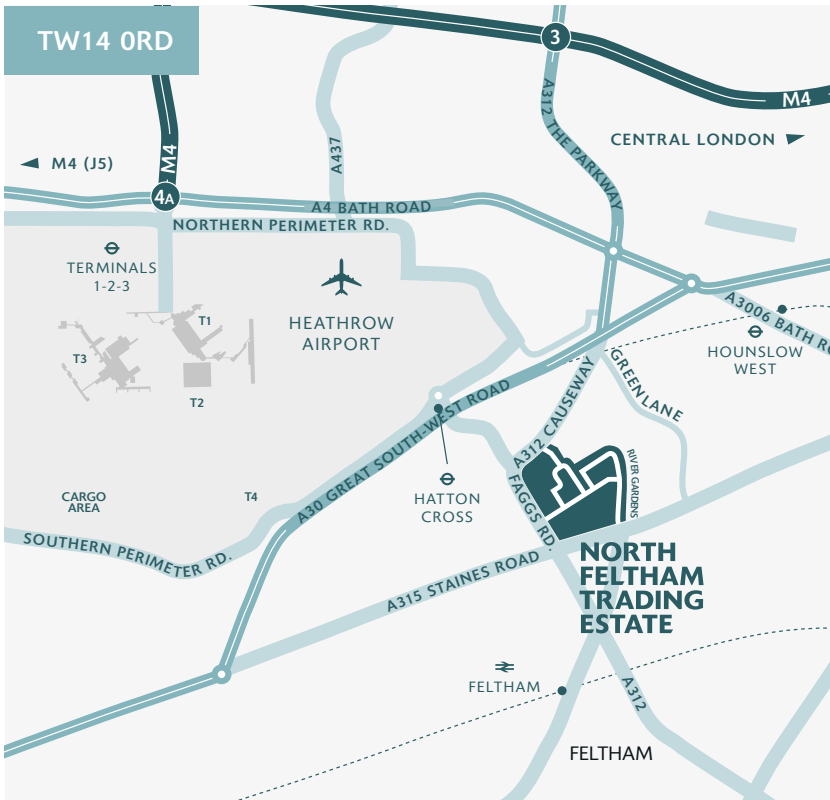 TW14 0RD
3
M4
A312 THE PARKWAY
CENTRAL LONDON
M4 (J5)
M4
A437
4A
A4 BATH ROAD
NORTHERN PERIMETER RD.
TERMINALS
1-2-3
HEATHROW
AIRPORT
T1
T3
T2
A3006 BATH RO
HOUNSLOW
WEST
GREEN LANE
A312 CAUSEWAY
A30 GREAT SOUTH-WEST ROAD
HATTON
CROSS
FAGGS RD.
RIVER GARDENS
CARGO
AREA
T4
SOUTHERN PERIMETER RD.
NORTH
FELTHAM
TRADING
ESTATE
A315 STAINES ROAD
FELTHAM
A312
FELTHAM